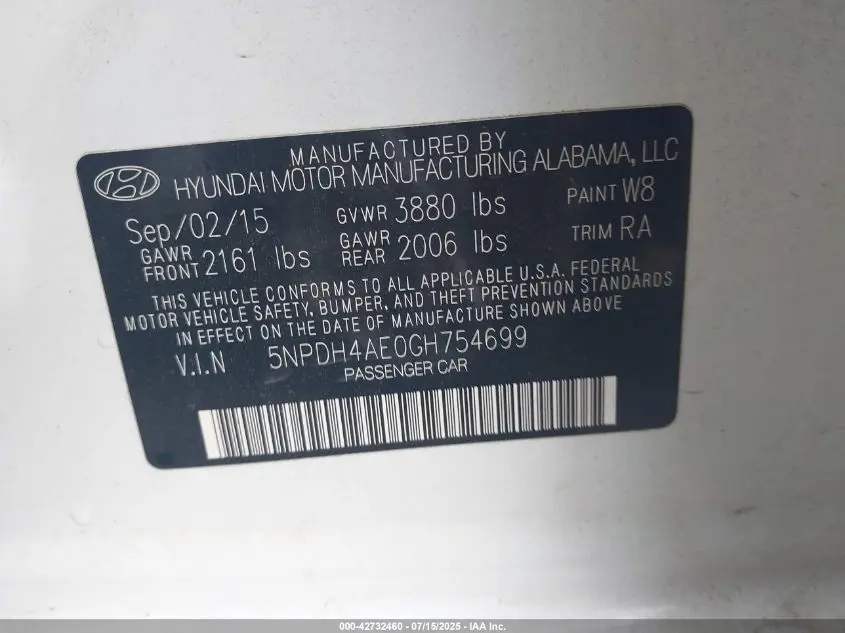 MANUFACTURED BY
HYUNDAI MOTOR MANUFACTURING ALABAMA, LLC
Sep/02/15 GVWR 3880 lbs PAINT W8
GAWR FRONT 2161 lbs GAWR REAR 2006 lbs TRIM RA
THIS VEHICLE CONFORMS TO ALL APPLICABLE U.S.A. FEDERAL
MOTOR VEHICLE SAFETY, BUMPER, AND THEFT PREVENTION STANDARDS
IN EFFECT ON THE DATE OF MANUFACTURE SHOWN ABOVE
V.I.N 5NPDH4AE0GH754699
PASSENGER CAR
000-42732460 - 07/15/2025 - IAA Inc.